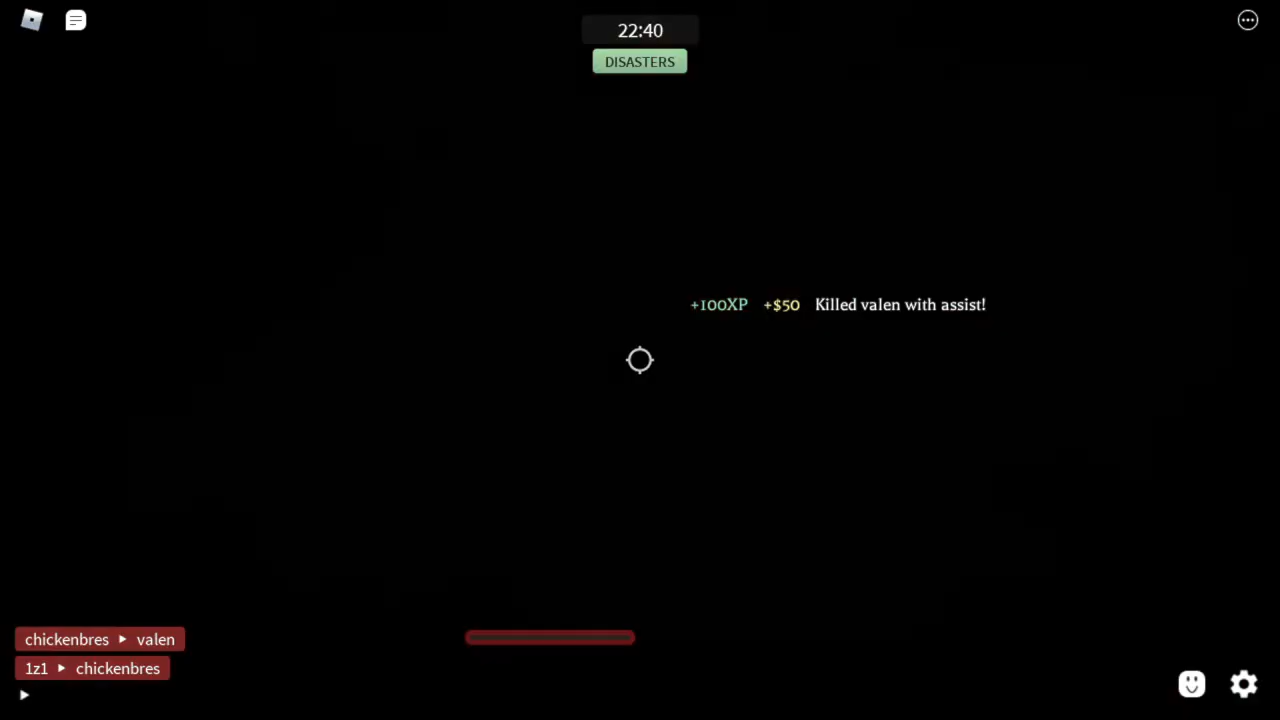 22:40
DISASTERS
+100XP +$50 Killed valen with assist!
chickenbres ▶ valen
1z1 ▶ chickenbres